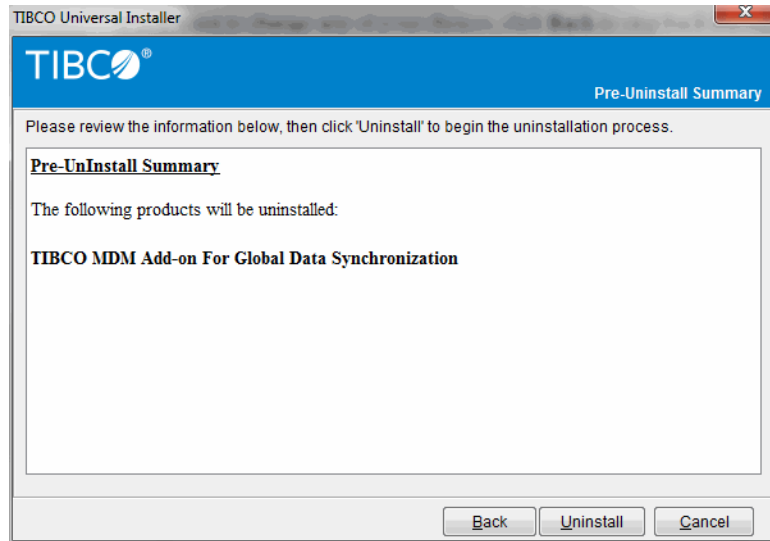 TIBCO Universal Installer
TIBCO®
Pre-Uninstall Summary
Please review the information below, then click 'Uninstall' to begin the uninstallation process.
Pre-UnInstall Summary
The following products will be uninstalled:
TIBCO MDM Add-on For Global Data Synchronization
Back Uninstall Cancel